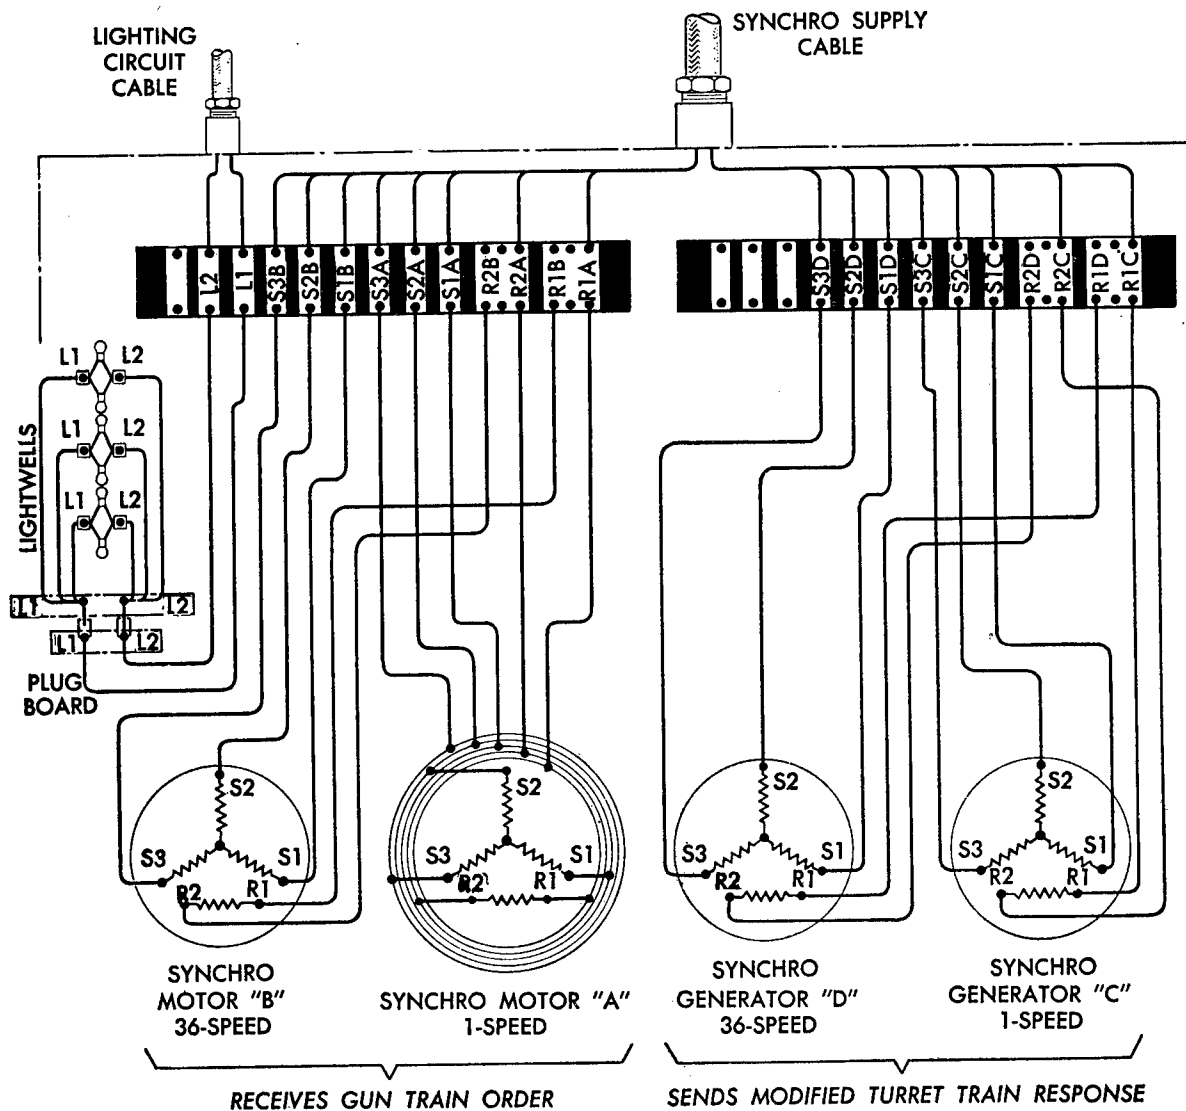 LIGHTING
CIRCUIT
CABLE
SYNCHRO SUPPLY
CABLE
L2 L1 S3B S2B S1B S3A S2A S1A R2B R2A R1B R1A
S3D S2D S1D S3C S2C S1C R2D R2C R1D R1C
L1 L2
L1 L2
L1 L2
LIGHTWELLS
L1 L2
L1 L2
PLUG
BOARD
S2
S3 S1
R2 R1
S2
S3 S1
R2 R1
S2
S3 S1
R2 R1
S2
S3 S1
R2 R1
SYNCHRO
MOTOR "B"
36-SPEED
SYNCHRO MOTOR "A"
1-SPEED
SYNCHRO
GENERATOR "D"
36-SPEED
SYNCHRO
GENERATOR "C"
1-SPEED
RECEIVES GUN TRAIN ORDER
SENDS MODIFIED TURRET TRAIN RESPONSE